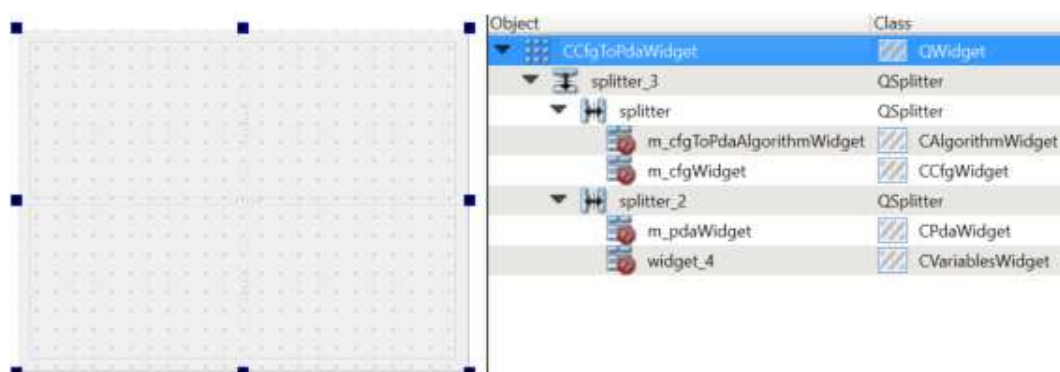 Object Class
CCfgToPdaWidget QWidget
splitter_3 QSplitter
splitter QSplitter
m_cfgToPdaAlgorithmWidget CAlgorithmWidget
m_cfgWidget CCfgWidget
splitter_2 QSplitter
m_pdaWidget CPdaWidget
widget_4 CVariablesWidget